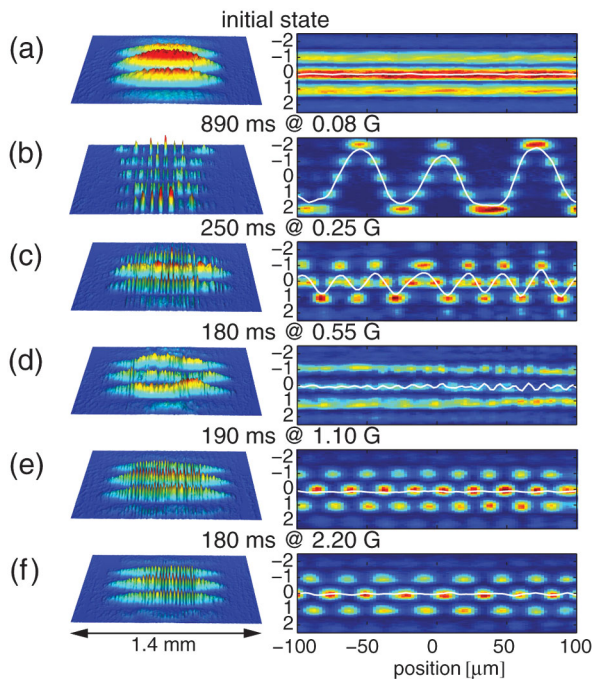 initial state
(a)
−2
−1
0
1
2
890 ms @ 0.08 G
(b)
−2
−1
0
1
2
250 ms @ 0.25 G
(c)
−2
−1
0
1
2
180 ms @ 0.55 G
(d)
−2
−1
0
1
2
190 ms @ 1.10 G
(e)
−2
−1
0
1
2
180 ms @ 2.20 G
(f)
−2
−1
0
1
2
1.4 mm
−100 −50 0 50 100
position [μm]